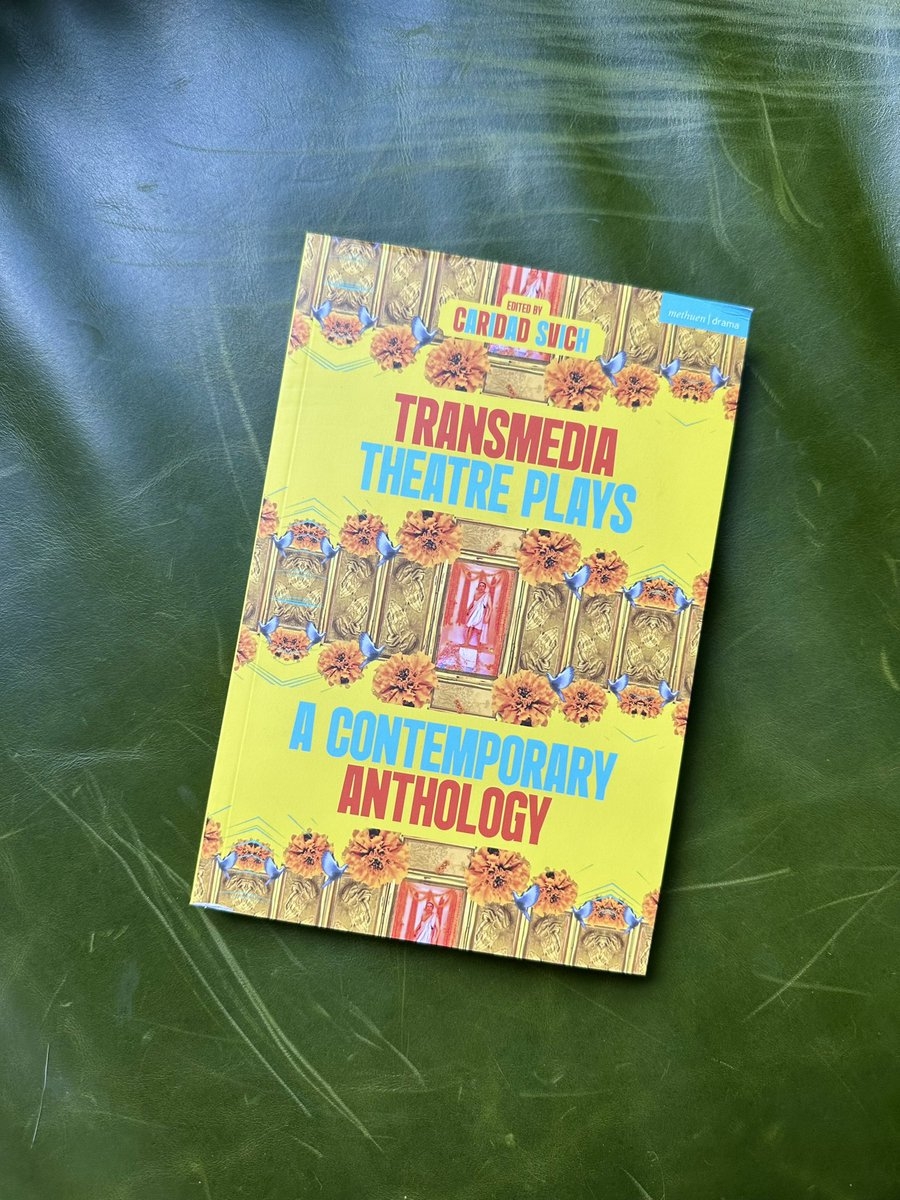 EDITED BY
CARIDAD SVICH
methuen | drama
TRANSMEDIA
THEATRE PLAYS
A CONTEMPORARY
ANTHOLOGY